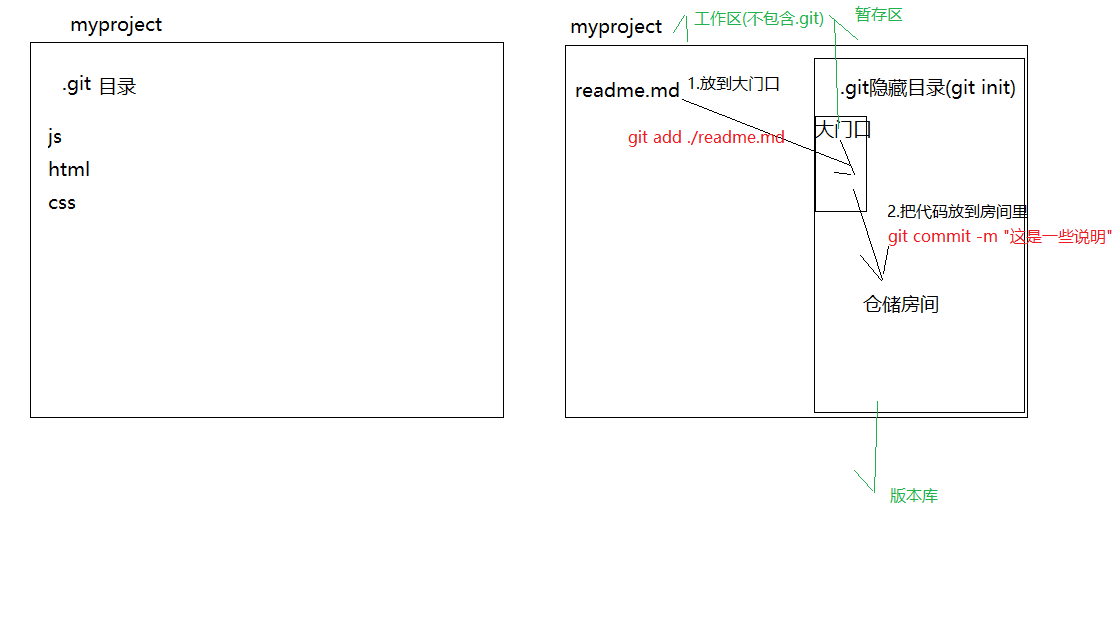 myproject
.git 目录
js
html
css
myproject
工作区(不包含.git)
暂存区
readme.md
1.放到大门口
.git隐藏目录(git init)
git add ./readme.md
大门口
2.把代码放到房间里
git commit -m "这是一些说明"
仓储房间
版本库